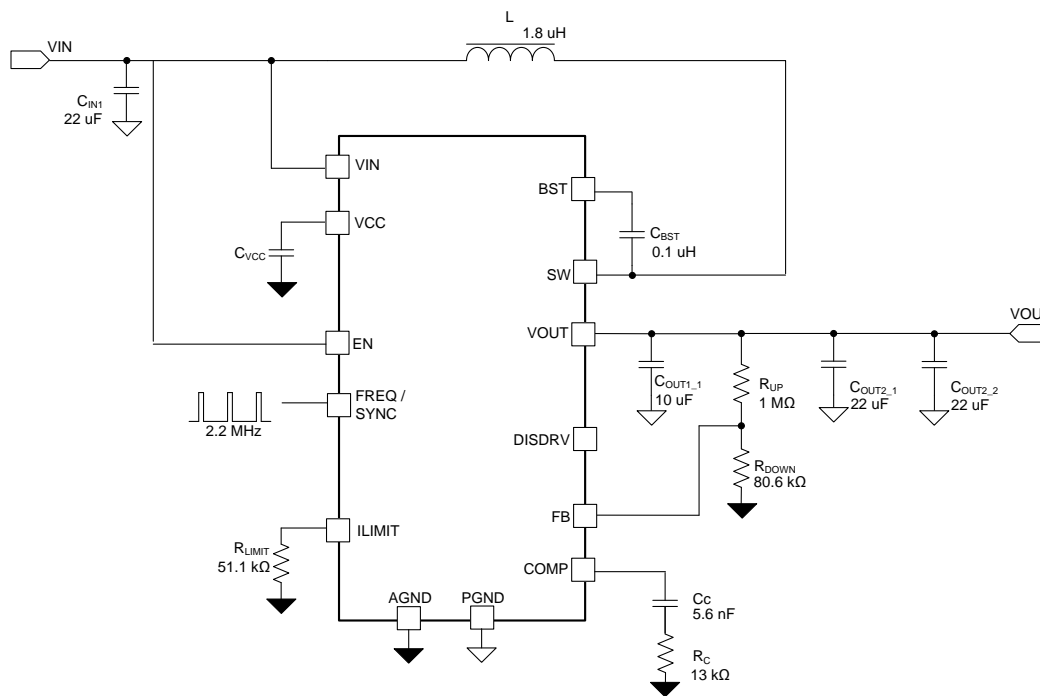 L
1.8 uH
VIN
CIN1
22 uF
VIN
BST
VCC
CBST
0.1 uH
CVCC
SW
VOUT
VOU
EN
COUT1_1
10 uF
RUP
1 MΩ
COUT2_1
22 uF
COUT2_2
22 uF
FREQ /
SYNC
2.2 MHz
DISDRV
RDOWN
80.6 kΩ
FB
ILIMIT
RLIMIT
51.1 kΩ
COMP
AGND
PGND
Cc
5.6 nF
RC
13 kΩ